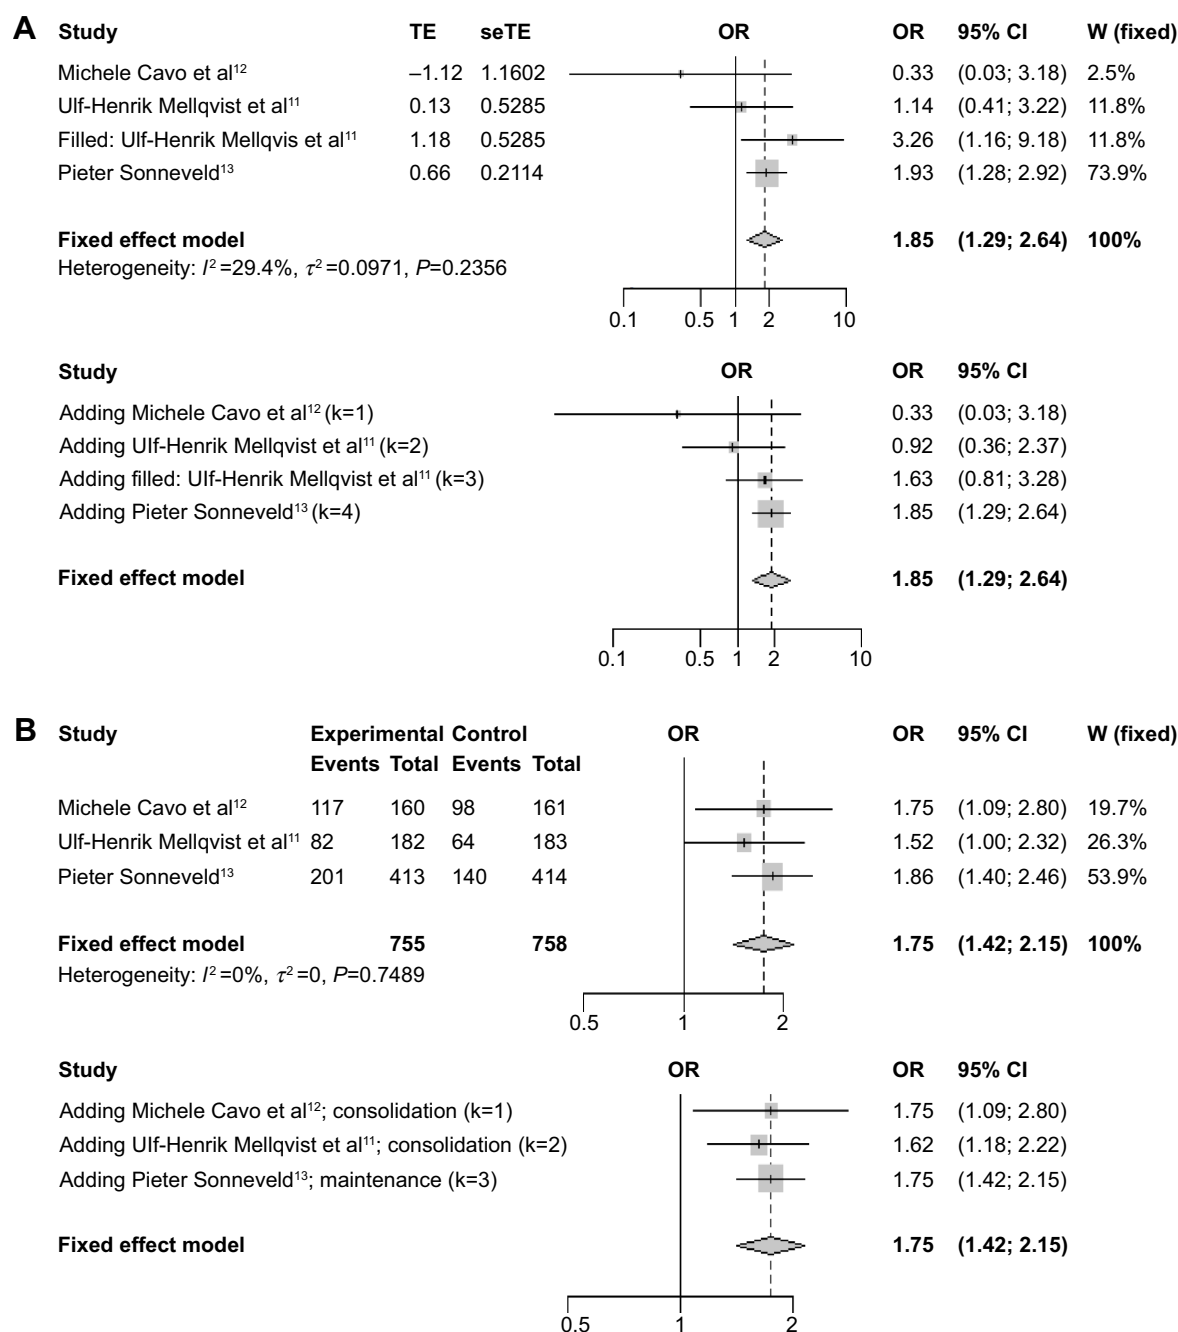 A Study TE seTE OR OR 95% CI W (fixed)
Michele Cavo et al12 –1.12 1.1602 0.33 (0.03; 3.18) 2.5%
Ulf-Henrik Mellqvist et al11 0.13 0.5285 1.14 (0.41; 3.22) 11.8%
Filled: Ulf-Henrik Mellqvis et al11 1.18 0.5285 3.26 (1.16; 9.18) 11.8%
Pieter Sonneveld13 0.66 0.2114 1.93 (1.28; 2.92) 73.9%
Fixed effect model 1.85 (1.29; 2.64) 100%
Heterogeneity: I2=29.4%, τ2=0.0971, P=0.2356
0.1 0.5 1 2 10
Study OR OR 95% CI
Adding Michele Cavo et al12 (k=1) 0.33 (0.03; 3.18)
Adding Ulf-Henrik Mellqvist et al11 (k=2) 0.92 (0.36; 2.37)
Adding filled: Ulf-Henrik Mellqvist et al11 (k=3) 1.63 (0.81; 3.28)
Adding Pieter Sonneveld13 (k=4) 1.85 (1.29; 2.64)
Fixed effect model 1.85 (1.29; 2.64)
0.1 0.5 1 2 10
B Study Experimental Control OR OR 95% CI W (fixed)
Events Total Events Total
Michele Cavo et al12 117 160 98 161 1.75 (1.09; 2.80) 19.7%
Ulf-Henrik Mellqvist et al11 82 182 64 183 1.52 (1.00; 2.32) 26.3%
Pieter Sonneveld13 201 413 140 414 1.86 (1.40; 2.46) 53.9%
Fixed effect model 755 758 1.75 (1.42; 2.15) 100%
Heterogeneity: I2=0%, τ2=0, P=0.7489
0.5 1 2
Study OR OR 95% CI
Adding Michele Cavo et al12; consolidation (k=1) 1.75 (1.09; 2.80)
Adding Ulf-Henrik Mellqvist et al11; consolidation (k=2) 1.62 (1.18; 2.22)
Adding Pieter Sonneveld13; maintenance (k=3) 1.75 (1.42; 2.15)
Fixed effect model 1.75 (1.42; 2.15)
0.5 1 2